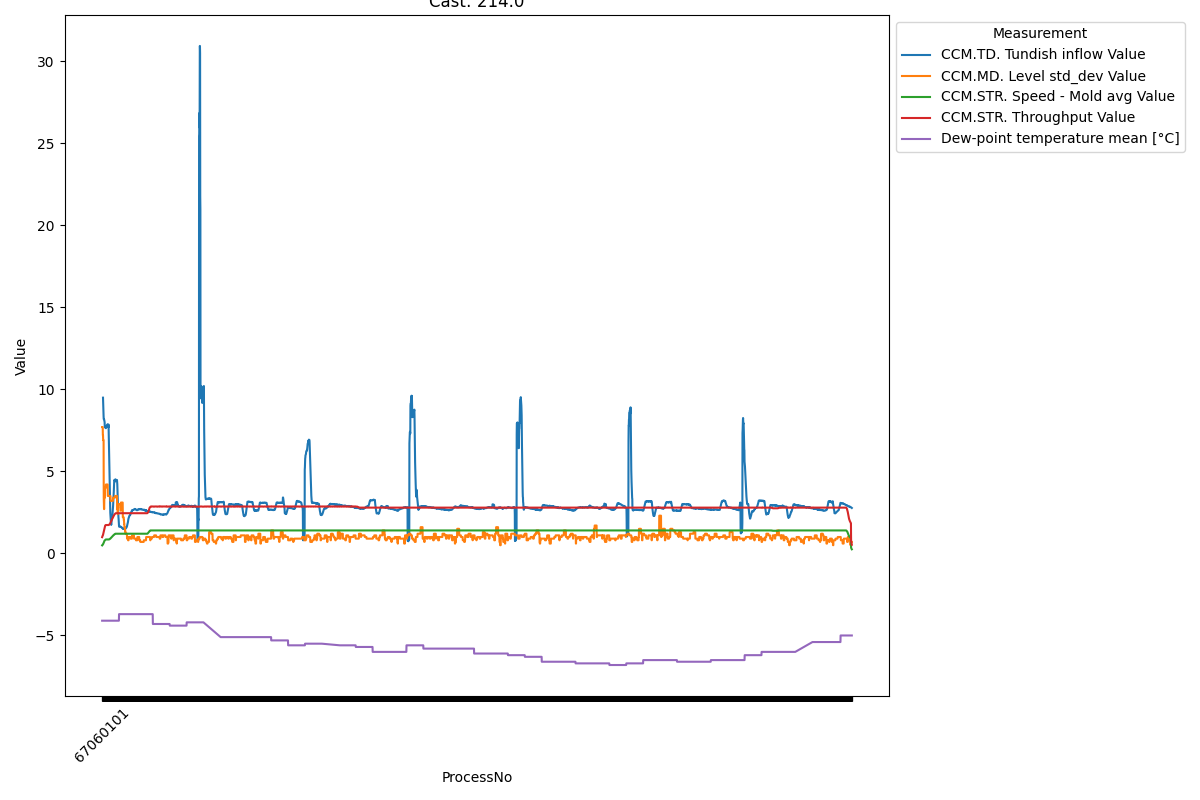 Cast: 214.0
Measurement
CCM.TD. Tundish inflow Value
CCM.MD. Level std_dev Value
CCM.STR. Speed - Mold avg Value
CCM.STR. Throughput Value
Dew-point temperature mean [°C]
30
25
20
15
10
5
0
−5
Value
67060101
ProcessNo